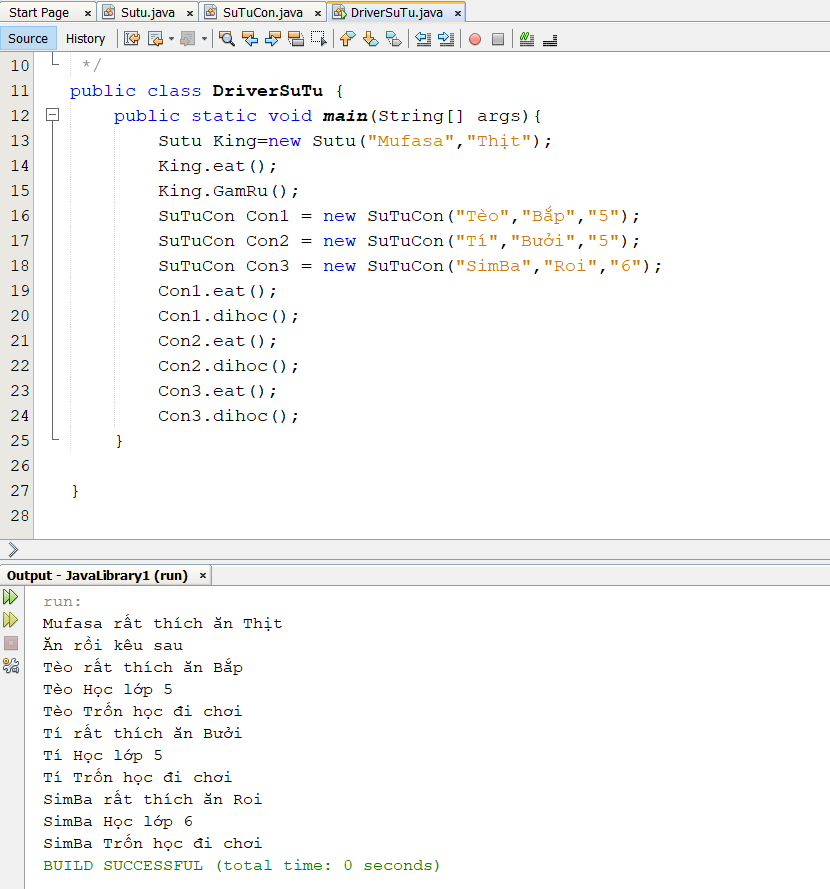 Start Page Sutu.java SuTuCon.java DriverSuTu.java
Source History
10 */
11 public class DriverSuTu {
12 public static void main(String[] args){
13 Sutu King=new Sutu("Mufasa","Thịt");
14 King.eat();
15 King.GamRu();
16 SuTuCon Con1 = new SuTuCon("Tèo","Bắp","5");
17 SuTuCon Con2 = new SuTuCon("Tí","Bưởi","5");
18 SuTuCon Con3 = new SuTuCon("SimBa","Roi","6");
19 Con1.eat();
20 Con1.dihoc();
21 Con2.eat();
22 Con2.dihoc();
23 Con3.eat();
24 Con3.dihoc();
25 }
26
27 }
28
Output - JavaLibrary1 (run)
run:
Mufasa rất thích ăn Thịt
Ăn rồi kêu sau
Tèo rất thích ăn Bắp
Tèo Học lớp 5
Tèo Trốn học đi chơi
Tí rất thích ăn Bưởi
Tí Học lớp 5
Tí Trốn học đi chơi
SimBa rất thích ăn Roi
SimBa Học lớp 6
SimBa Trốn học đi chơi
BUILD SUCCESSFUL (total time: 0 seconds)